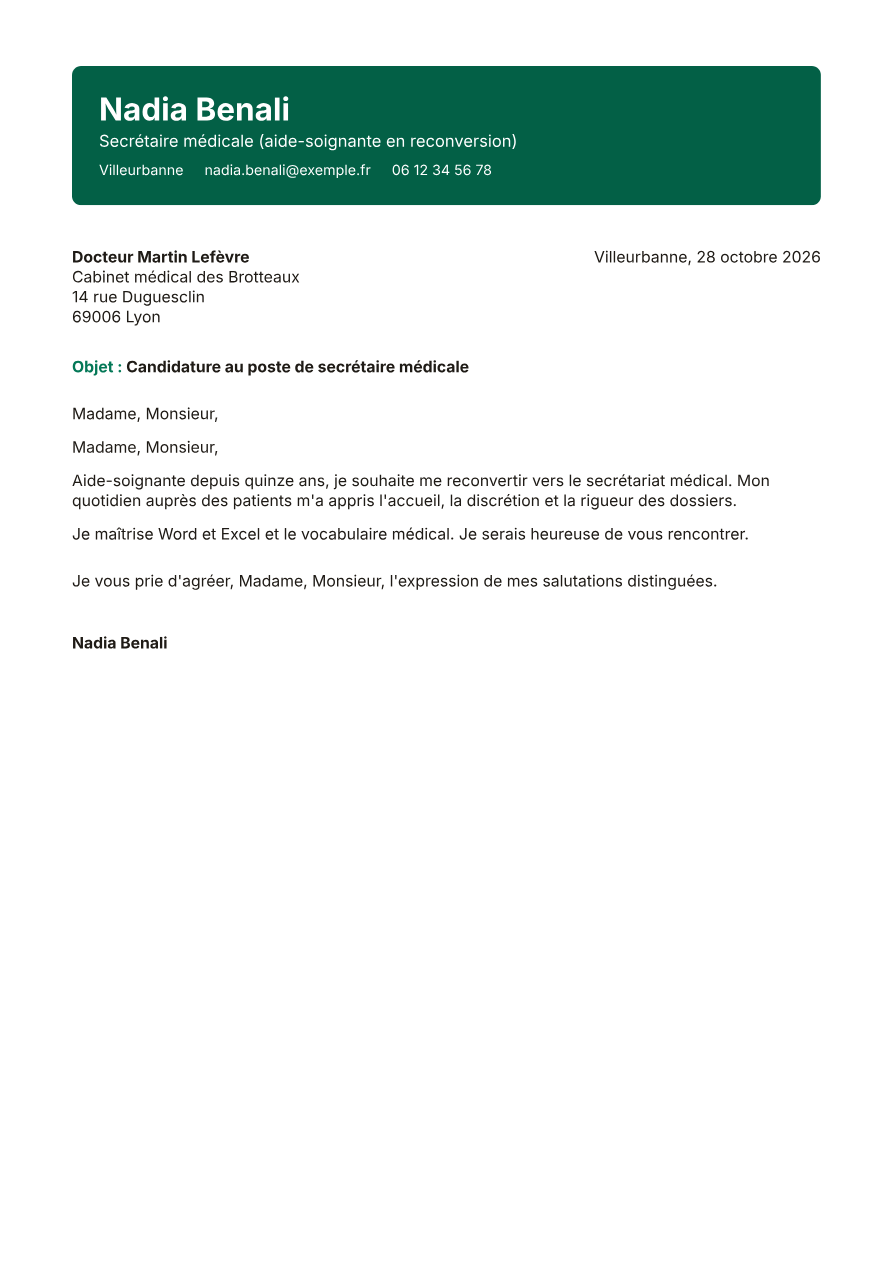 Nadia Benali
Secrétaire médicale (aide-soignante en reconversion)
Villeurbanne nadia.benali@exemple.fr 06 12 34 56 78
Docteur Martin Lefèvre
Villeurbanne, 28 octobre 2026
Cabinet médical des Brotteaux
14 rue Duguesclin
69006 Lyon
Objet : Candidature au poste de secrétaire médicale
Madame, Monsieur,
Madame, Monsieur,
Aide-soignante depuis quinze ans, je souhaite me reconvertir vers le secrétariat médical. Mon
quotidien auprès des patients m'a appris l'accueil, la discrétion et la rigueur des dossiers.
Je maîtrise Word et Excel et le vocabulaire médical. Je serais heureuse de vous rencontrer.
Je vous prie d'agréer, Madame, Monsieur, l'expression de mes salutations distinguées.
Nadia Benali